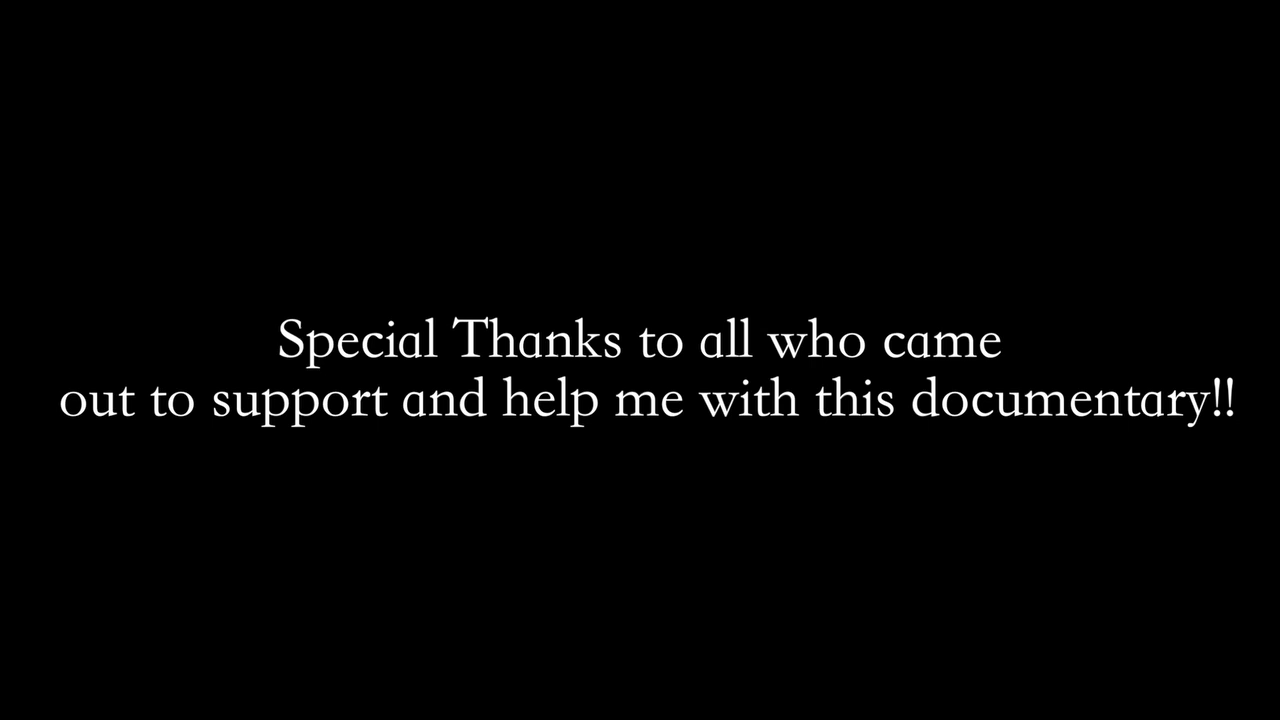 Special Thanks to all who came
out to support and help me with this documentary!!